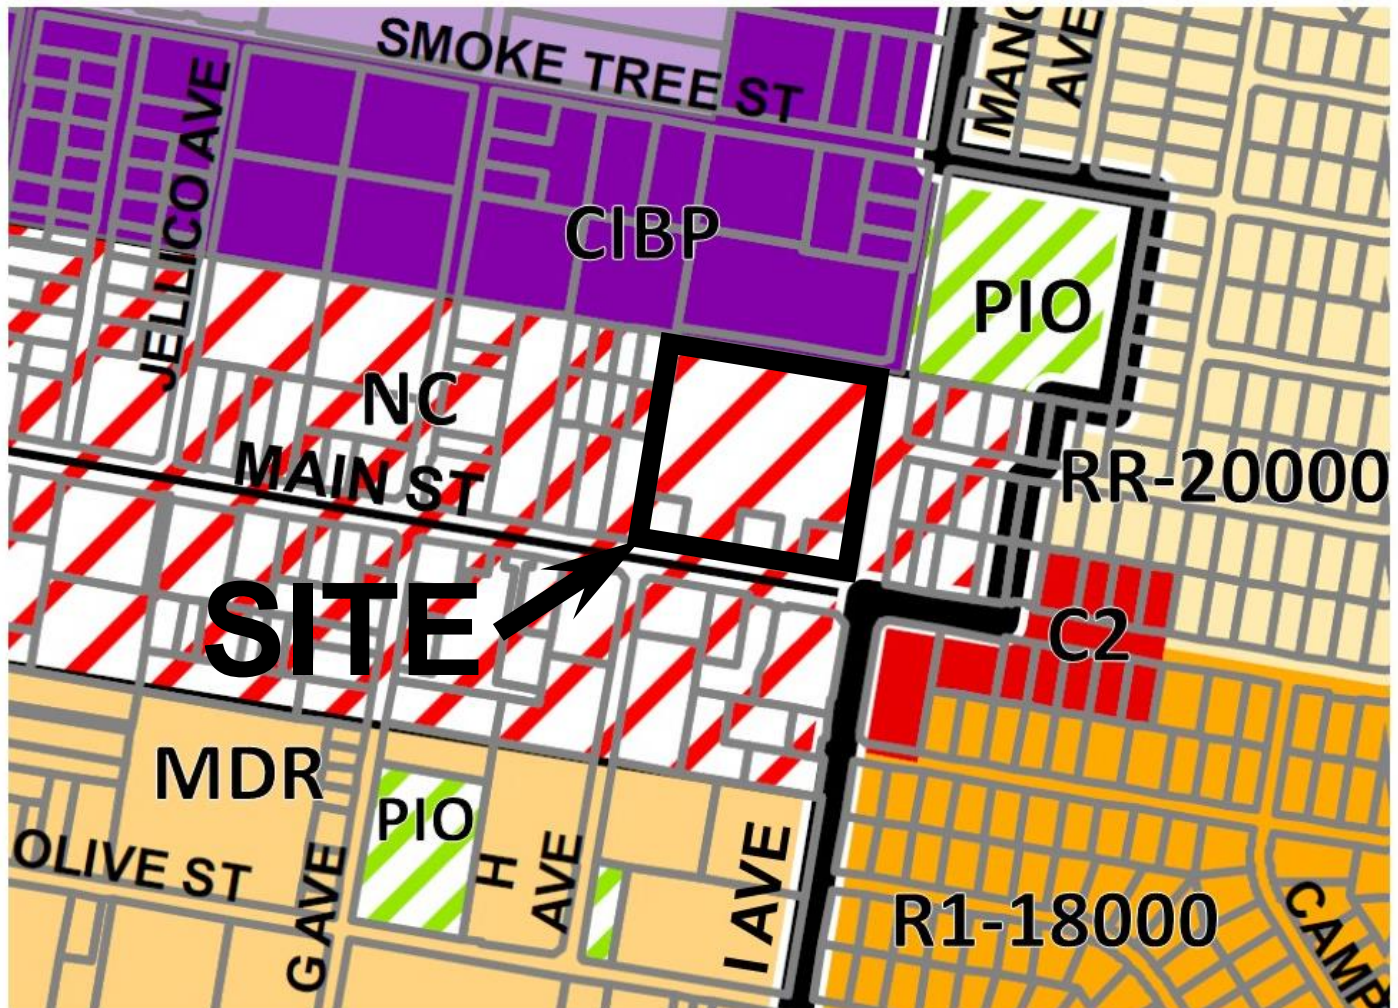 SMOKE TREE ST
AVE
JELLICO AVE
CIBP
PIO
NC
MAIN ST
RR-20000
SITE
C2
MDR
PIO
OLIVE ST
G AVE
H AVE
I AVE
R1-18000